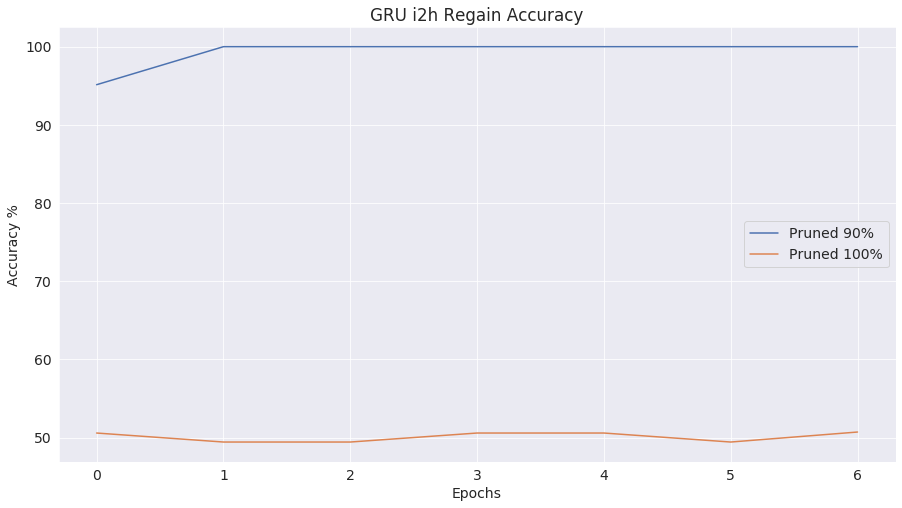 GRU i2h Regain Accuracy
100
90
80
70
60
50
Accuracy %
Pruned 90%
Pruned 100%
0 1 2 3 4 5 6
Epochs